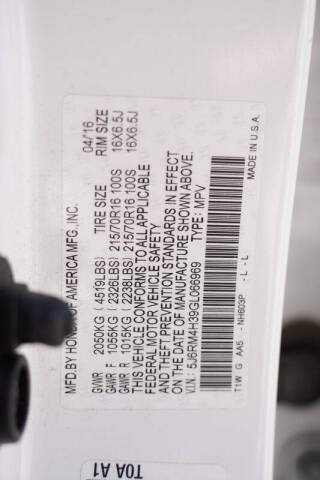 MFD.BY HONDA OF AMERICA MFG.,INC. 04/16
GVWR 2050KG (4519LBS) TIRE SIZE RIM SIZE
GAWR F 1055KG (2326LBS) 215/70R16 100S 16X6.5J
GAWR R 1015KG (2238LBS) 215/70R16 100S 16X6.5J
THIS VEHICLE CONFORMS TO ALL APPLICABLE
FEDERAL MOTOR VEHICLE SAFETY
AND THEFT PREVENTION STANDARDS IN EFFECT
ON THE DATE OF MANUFACTURE SHOWN ABOVE.
V.I.N: 5J6RM4H39GL066969 TYPE: MPV
T1W G AA5 - NH603P - L - L MADE IN U.S.A.
T0A A1